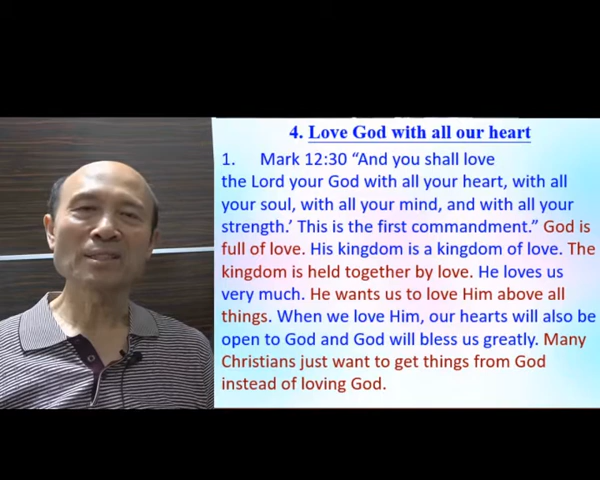 4. Love God with all our heart
1. Mark 12:30 “And you shall love
the Lord your God with all your heart, with all
your soul, with all your mind, and with all your
strength.’ This is the first commandment.” God is
full of love. His kingdom is a kingdom of love. The
kingdom is held together by love. He loves us
very much. He wants us to love Him above all
things. When we love Him, our hearts will also be
open to God and God will bless us greatly. Many
Christians just want to get things from God
instead of loving God.